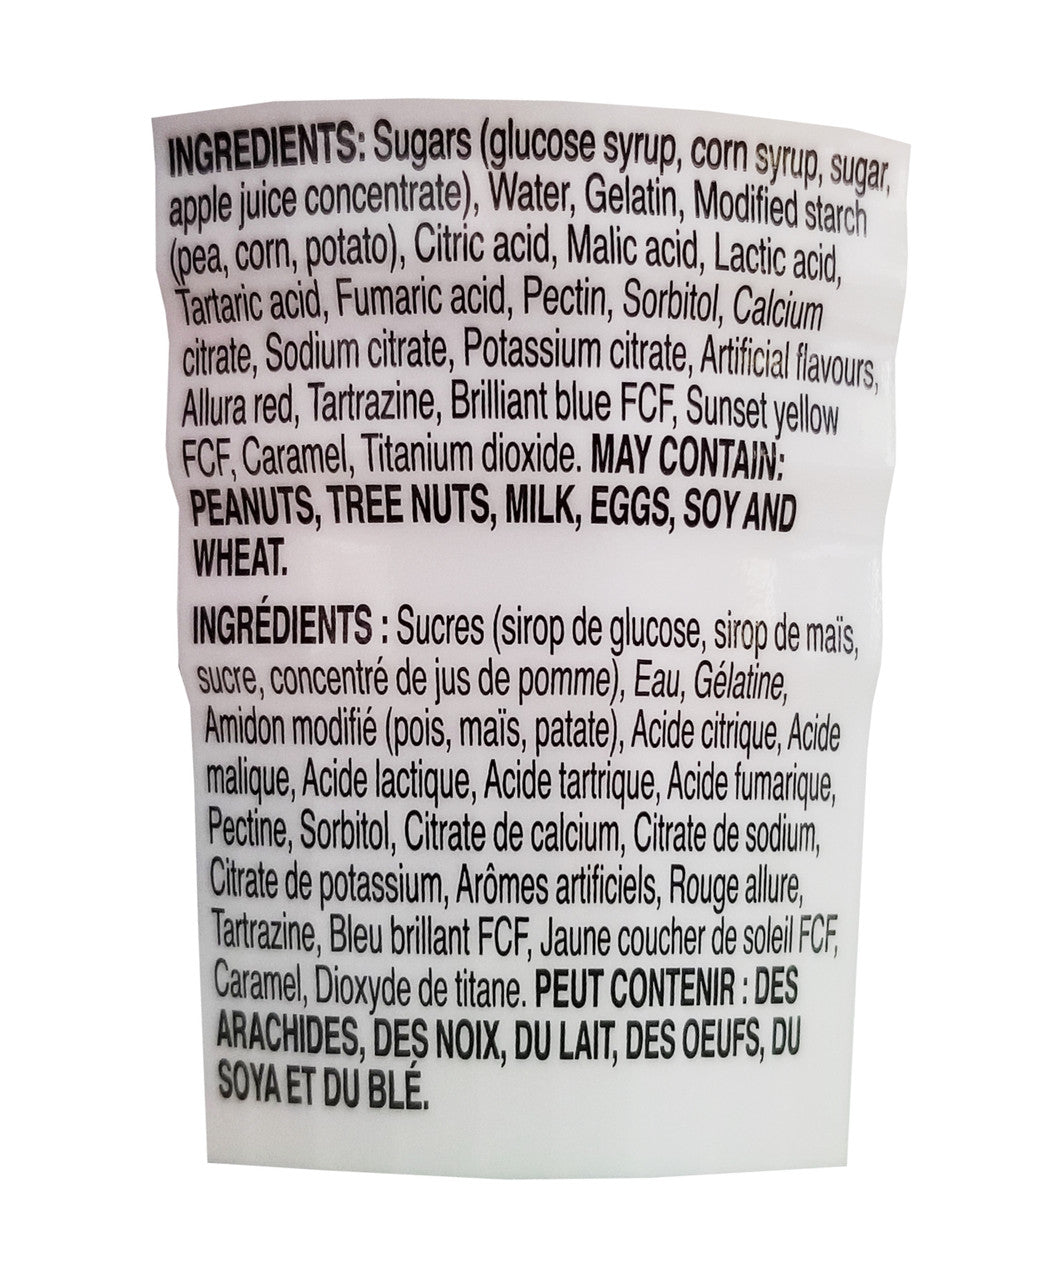 INGREDIENTS: Sugars (glucose syrup, corn syrup, sugar,
apple juice concentrate), Water, Gelatin, Modified starch
(pea, corn, potato), Citric acid, Malic acid, Lactic acid,
Tartaric acid, Fumaric acid, Pectin, Sorbitol, Calcium
citrate, Sodium citrate, Potassium citrate, Artificial flavours,
Allura red, Tartrazine, Brilliant blue FCF, Sunset yellow
FCF, Caramel, Titanium dioxide. MAY CONTAIN:
PEANUTS, TREE NUTS, MILK, EGGS, SOY AND
WHEAT.
INGRÉDIENTS : Sucres (sirop de glucose, sirop de maïs,
sucre, concentré de jus de pomme), Eau, Gélatine,
Amidon modifié (pois, maïs, patate), Acide citrique, Acide
malique, Acide lactique, Acide tartrique, Acide fumarique,
Pectine, Sorbitol, Citrate de calcium, Citrate de sodium,
Citrate de potassium, Arômes artificiels, Rouge allure,
Tartrazine, Bleu brillant FCF, Jaune coucher de soleil FCF,
Caramel, Dioxyde de titane. PEUT CONTENIR : DES
ARACHIDES, DES NOIX, DU LAIT, DES OEUFS, DU
SOYA ET DU BLÉ.